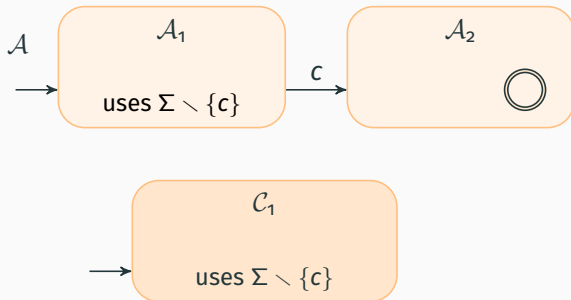 𝒜
𝒜₁
uses Σ ∖ {c}
c
𝒜₂
𝒞₁
uses Σ ∖ {c}